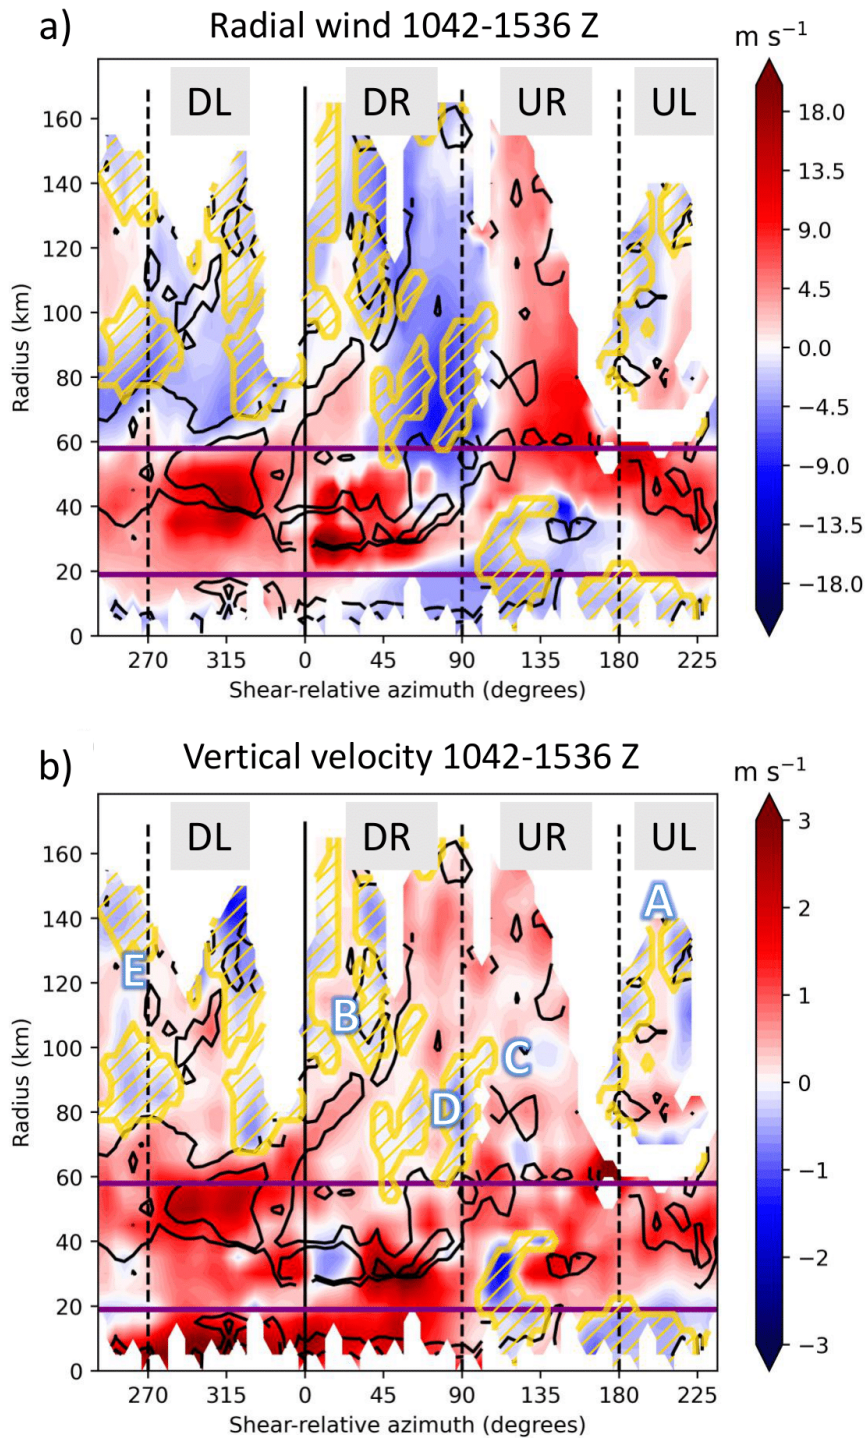 a) Radial wind 1042-1536 Z
m s⁻¹
DL DR UR UL
160
140
120
100
80
60
40
20
0
Radius (km)
270 315 0 45 90 135 180 225
Shear-relative azimuth (degrees)
18.0
13.5
9.0
4.5
0.0
−4.5
−9.0
−13.5
−18.0
b) Vertical velocity 1042-1536 Z
m s⁻¹
DL DR UR UL
A
E
B
C
D
160
140
120
100
80
60
40
20
0
Radius (km)
270 315 0 45 90 135 180 225
Shear-relative azimuth (degrees)
3
2
1
0
−1
−2
−3